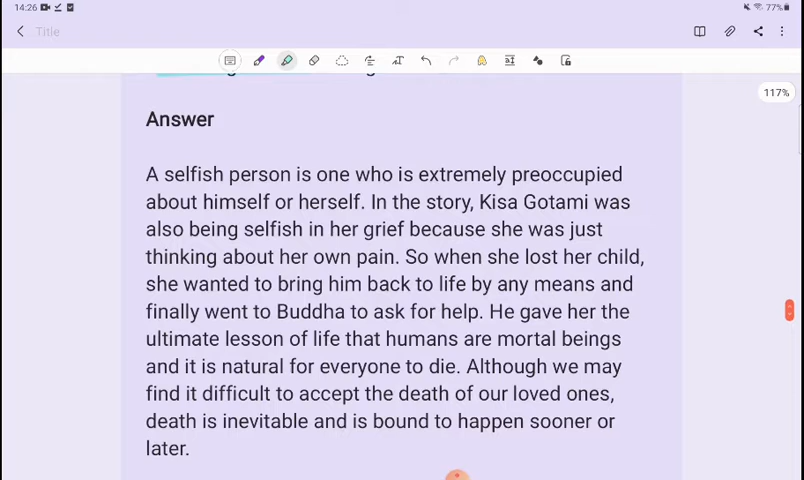 14:26
77%
Title
117%
Answer
A selfish person is one who is extremely preoccupied
about himself or herself. In the story, Kisa Gotami was
also being selfish in her grief because she was just
thinking about her own pain. So when she lost her child,
she wanted to bring him back to life by any means and
finally went to Buddha to ask for help. He gave her the
ultimate lesson of life that humans are mortal beings
and it is natural for everyone to die. Although we may
find it difficult to accept the death of our loved ones,
death is inevitable and is bound to happen sooner or
later.